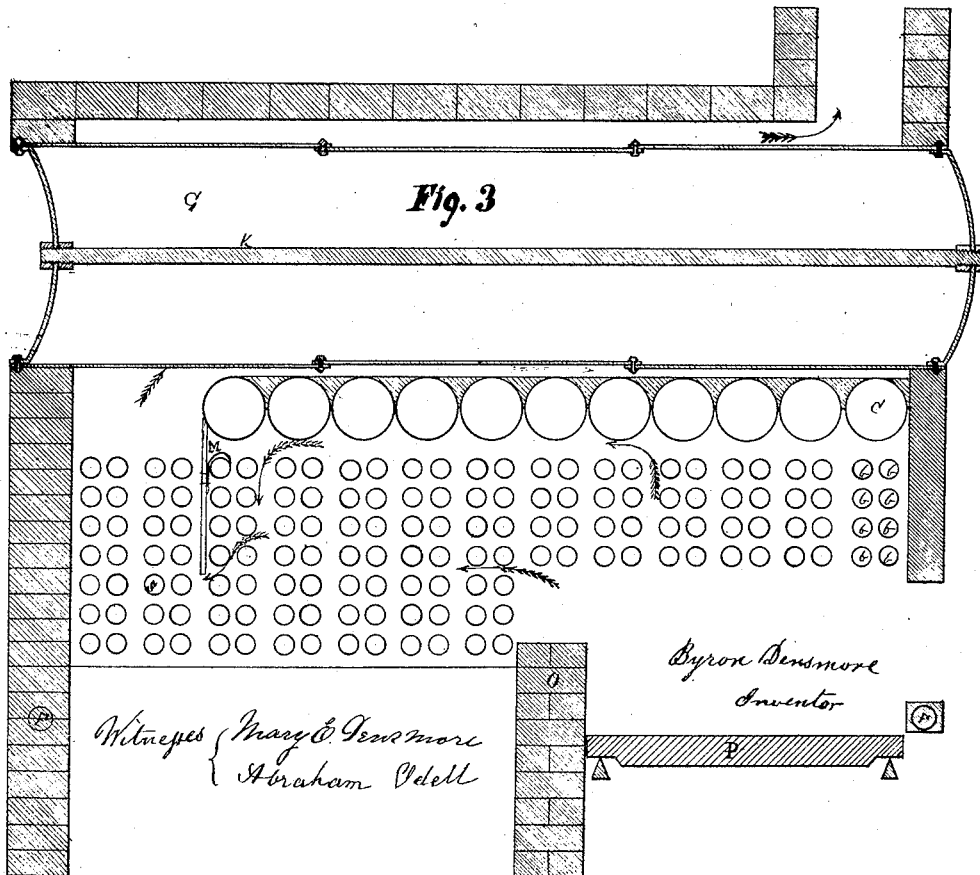 G
Fig. 3
K
C
M
G G
G G
G G
G G
O
P
Byron Densmore
Inventor
Witnesses { Mary E. Densmore
Abraham Odell